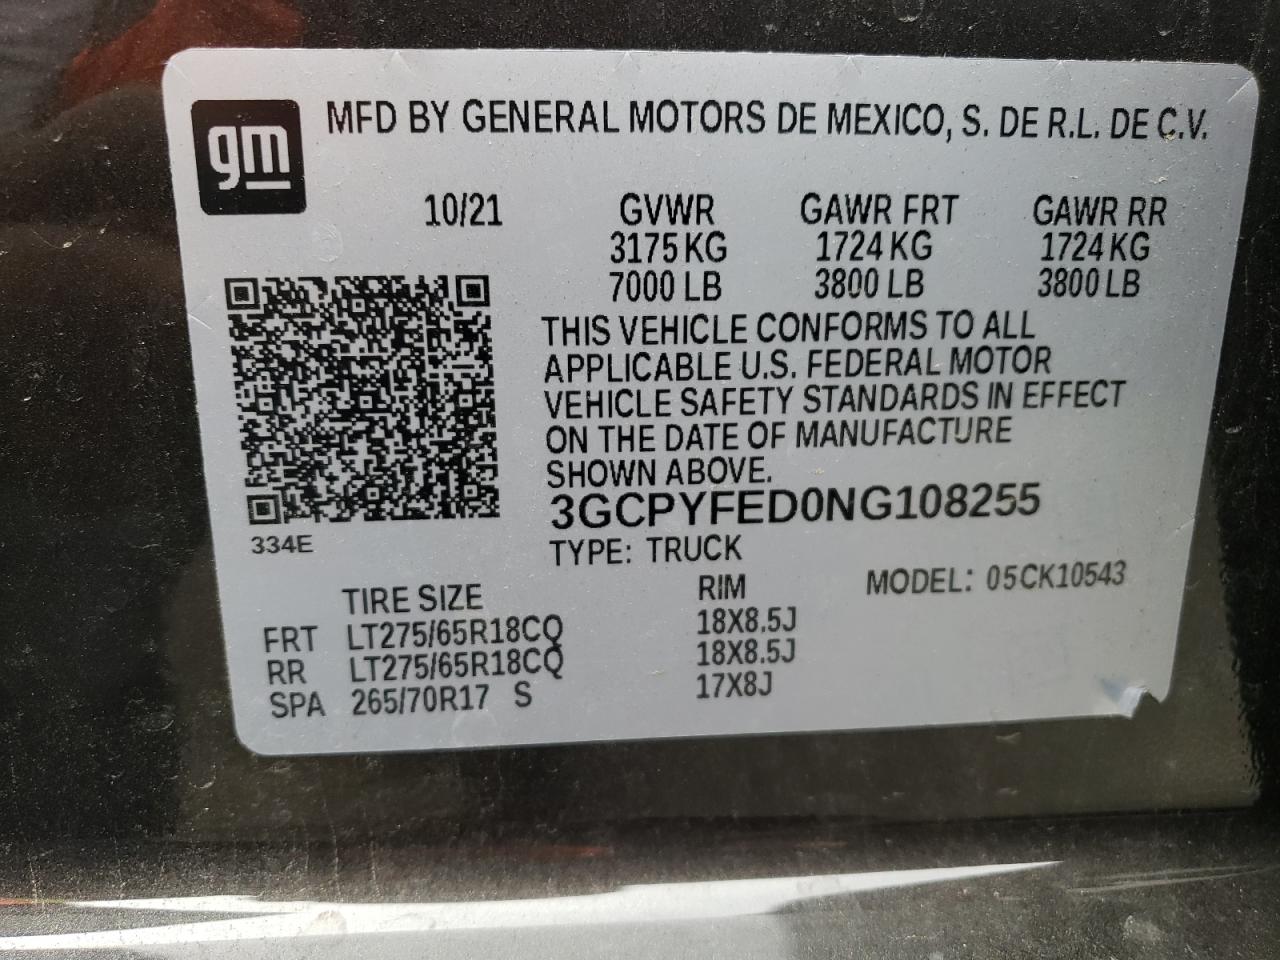 gm
MFD BY GENERAL MOTORS DE MEXICO, S. DE R.L. DE C.V.
10/21 GVWR GAWR FRT GAWR RR
3175 KG 1724 KG 1724 KG
7000 LB 3800 LB 3800 LB
THIS VEHICLE CONFORMS TO ALL
APPLICABLE U.S. FEDERAL MOTOR
VEHICLE SAFETY STANDARDS IN EFFECT
ON THE DATE OF MANUFACTURE
SHOWN ABOVE.
3GCPYFED0NG108255
334E
TYPE: TRUCK
TIRE SIZE RIM MODEL: 05CK10543
FRT LT275/65R18CQ 18X8.5J
RR LT275/65R18CQ 18X8.5J
SPA 265/70R17 S 17X8J